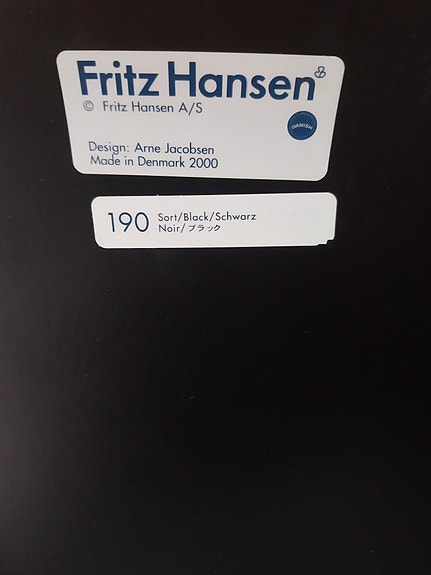 Fritz Hansen
© Fritz Hansen A/S
DANISH
Design: Arne Jacobsen
Made in Denmark 2000
190 Sort/Black/Schwarz
Noir/ブラック